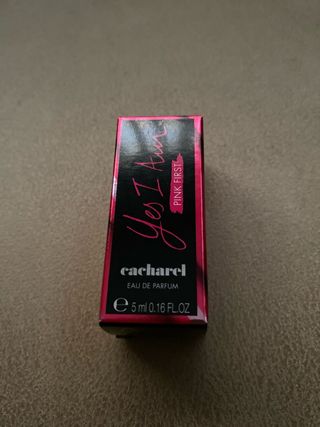 Yes I Am
PINK FIRST
cacharel
EAU DE PARFUM
℮ 5 ml 0.16 FL.OZ